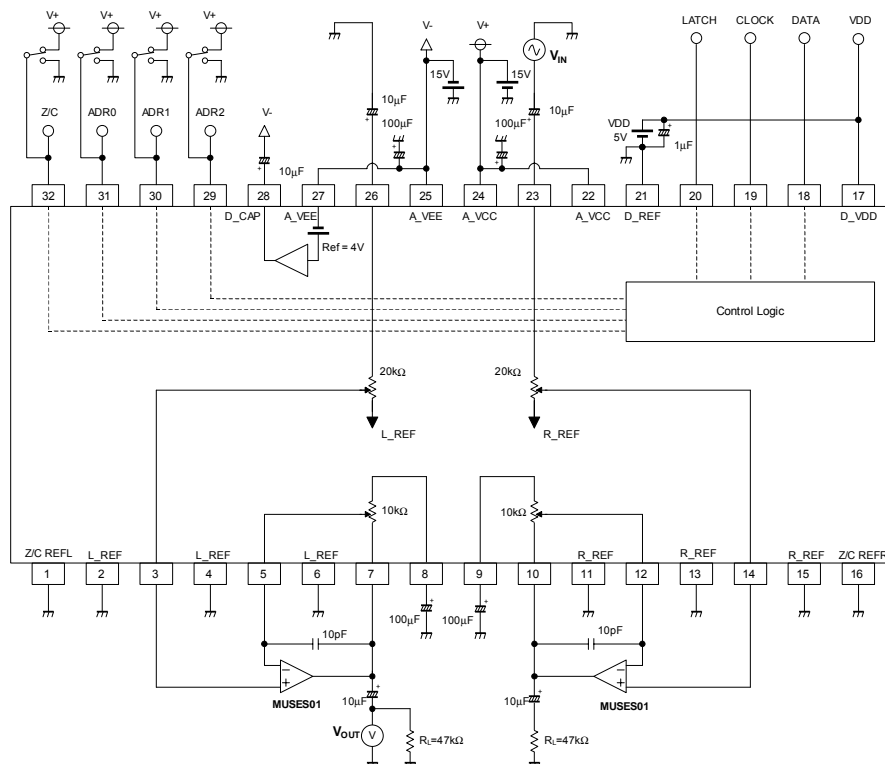 V+ V+ V+ V+ V- V+ LATCH CLOCK DATA VDD
V_IN
15V 15V
Z/C ADR0 ADR1 ADR2 V- 10μF 100μF 100μF 10μF VDD 5V 1μF
10μF
32 31 30 29 28 27 26 25 24 23 22 21 20 19 18 17
D_CAP A_VEE A_VEE A_VCC A_VCC D_REF D_VDD
Ref = 4V
Control Logic
20kΩ 20kΩ
L_REF R_REF
10kΩ 10kΩ
Z/C REFL L_REF L_REF L_REF R_REF R_REF R_REF Z/C REFR
1 2 3 4 5 6 7 8 9 10 11 12 13 14 15 16
100μF 100μF
10pF 10pF
MUSES01 10μF 10μF MUSES01
V_OUT V R_L=47kΩ R_L=47kΩ